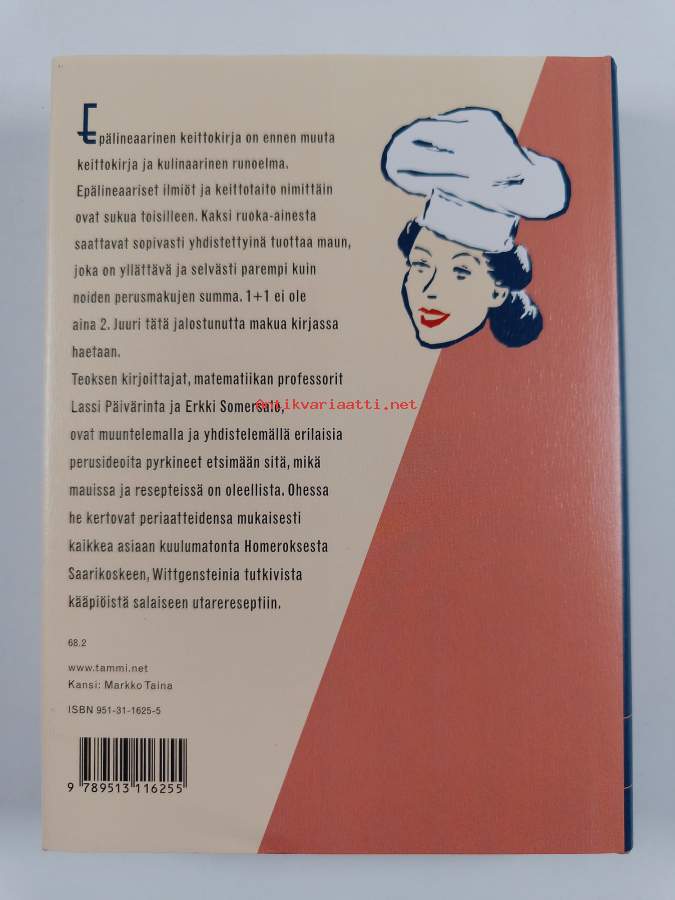 Epälineaarinen keittokirja on ennen muuta
keittokirja ja kulinaarinen runoelma.
Epälineaariset ilmiöt ja keittotaito nimittäin
ovat sukua toisilleen. Kaksi ruoka-ainesta
saattavat sopivasti yhdistettyinä tuottaa maun,
joka on yllättävä ja selvästi parempi kuin
noiden perusmakujen summa. 1+1 ei ole
aina 2. Juuri tätä jalostunutta makua kirjassa
haetaan.
Teoksen kirjoittajat, matematiikan professorit
Lassi Päivärinta ja Erkki Somersalo,
antikvariaatti.net
ovat muuntelemalla ja yhdistelemällä erilaisia
perusideoita pyrkineet etsimään sitä, mikä
mauissa ja resepteissä on oleellista. Ohessa
he kertovat periaatteidensa mukaisesti
kaikkea asiaan kuulumatonta Homeroksesta
Saarikoskeen, Wittgensteinia tutkivista
kääpiöistä salaiseen utarereseptiin.
68.2
www.tammi.net
Kansi: Markko Taina
ISBN 951-31-1625-5
9 789513 116255